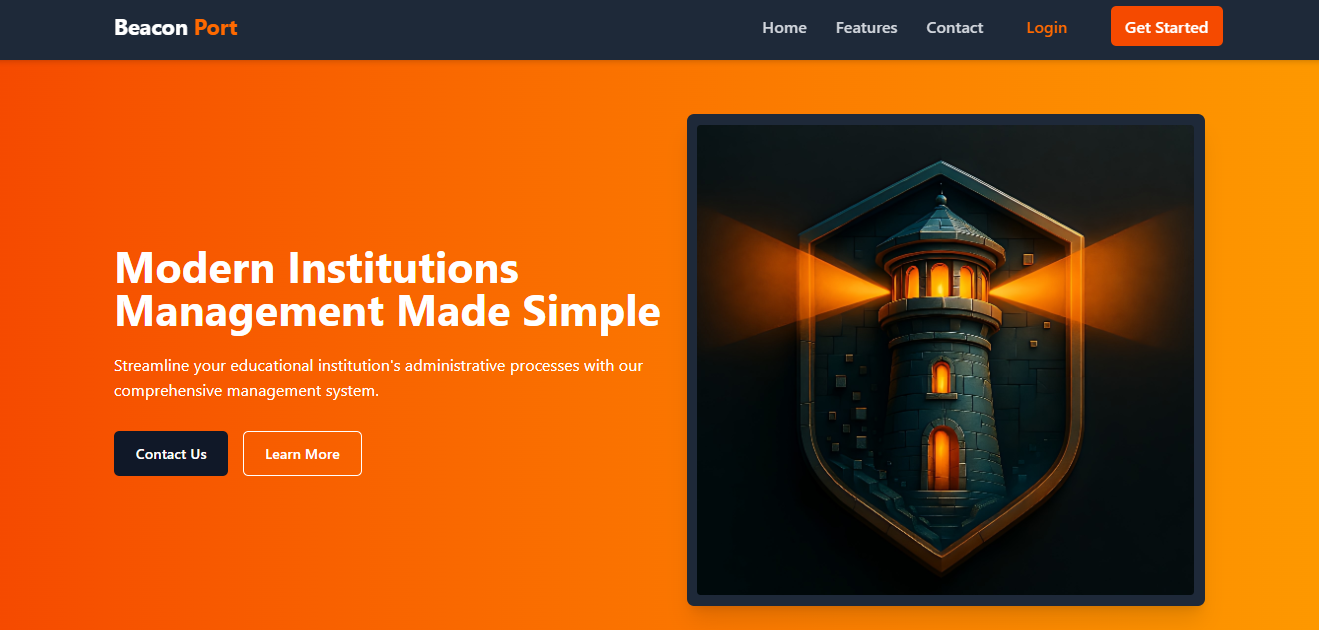 Beacon Port
Home Features Contact Login Get Started
Modern Institutions
Management Made Simple
Streamline your educational institution's administrative processes with our
comprehensive management system.
Contact Us Learn More